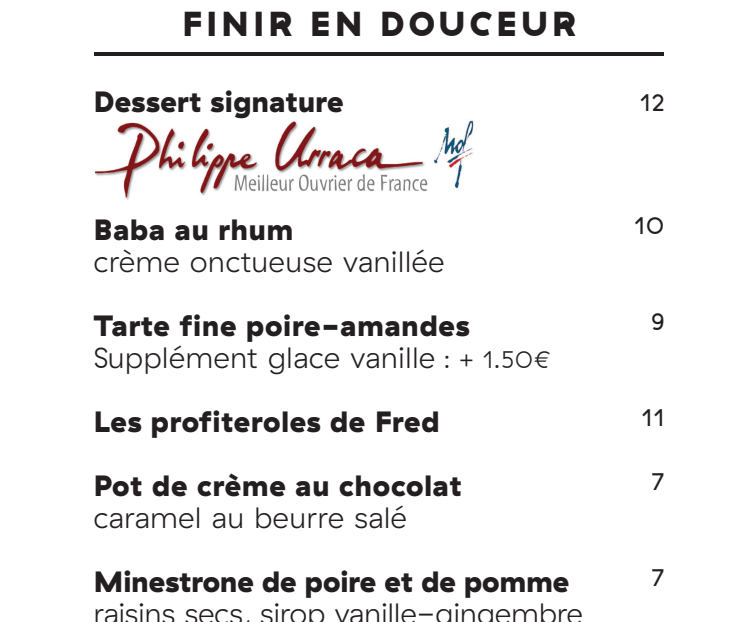 FINIR EN DOUCEUR
Dessert signature 12
Philippe Urraca Mof
Meilleur Ouvrier de France
Baba au rhum 10
crème onctueuse vanillée
Tarte fine poire-amandes 9
Supplément glace vanille : + 1.50€
Les profiteroles de Fred 11
Pot de crème au chocolat 7
caramel au beurre salé
Minestrone de poire et de pomme 7
raisins secs, sirop vanille-gingembre